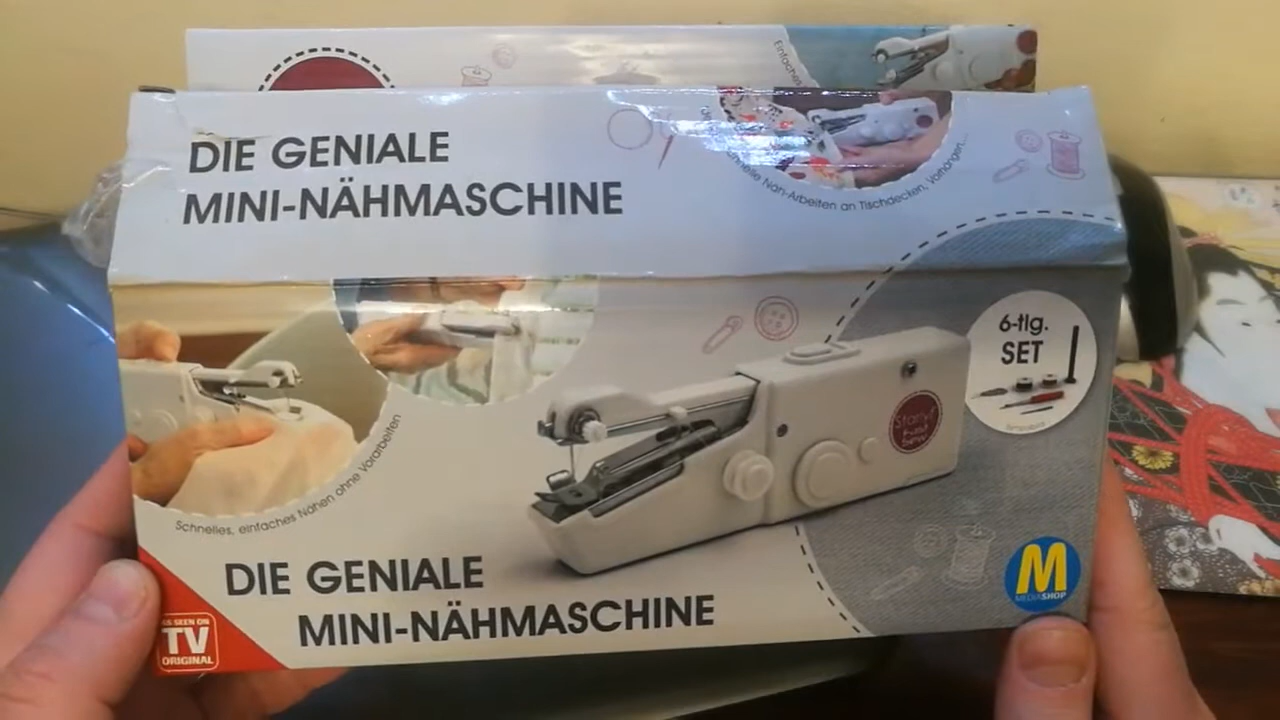 Einfaches
DIE GENIALE
MINI-NÄHMASCHINE
schnelle Näh-Arbeiten an Tischdecken, Vorhängen...
6-tlg.
SET
Schnelles, einfaches Nähen ohne Vorarbeiten
DIE GENIALE
MINI-NÄHMASCHINE
AS SEEN ON
TV
ORIGINAL
M
MEDIASHOP